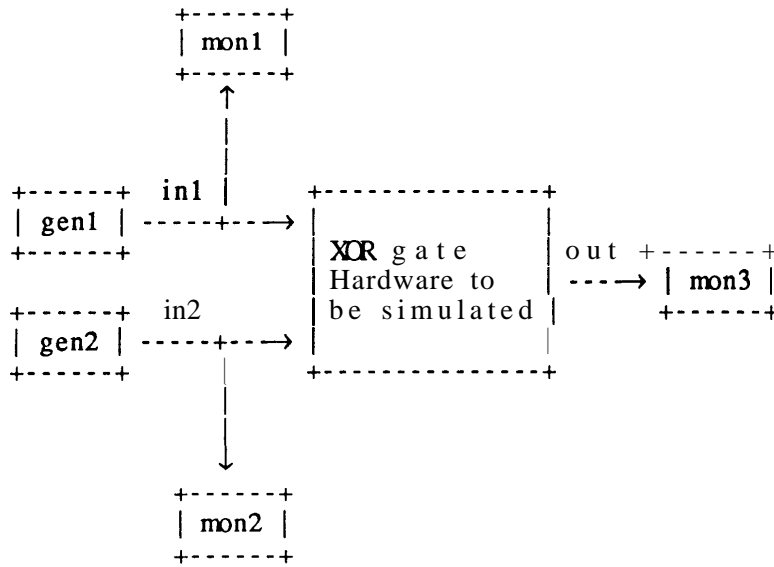 mon1
in1
gen1
XOR gate
Hardware to
be simulated
out
mon3
in2
gen2
mon2